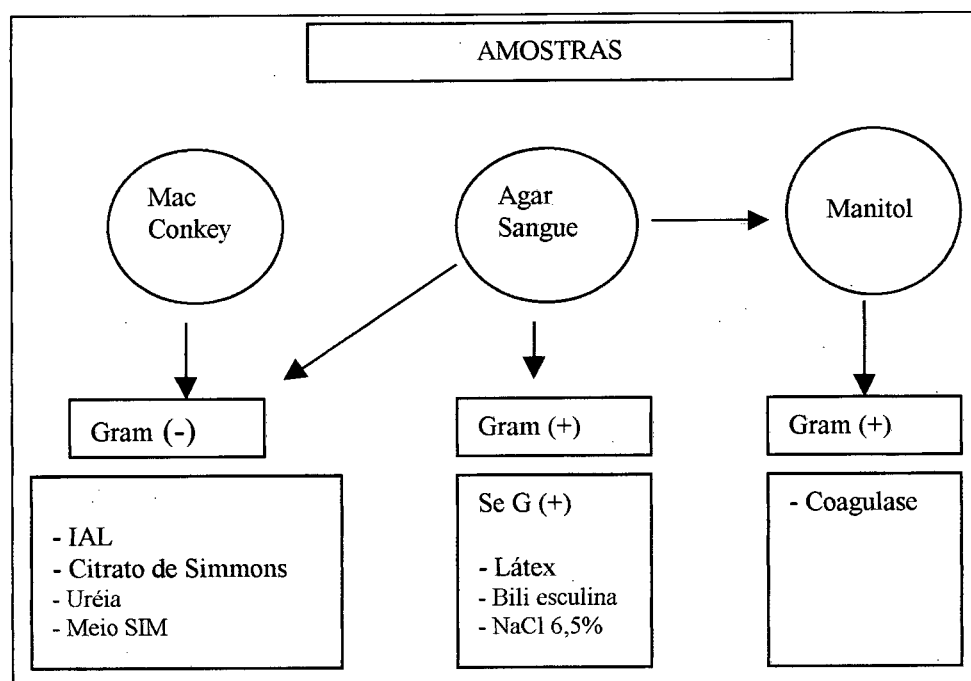 AMOSTRAS
Mac
Conkey
Agar
Sangue
Manitol
Gram (-)
Gram (+)
Gram (+)
- IAL
- Citrato de Simmons
- Uréia
- Meio SIM
Se G (+)
- Látex
- Bili esculina
- NaCl 6,5%
- Coagulase